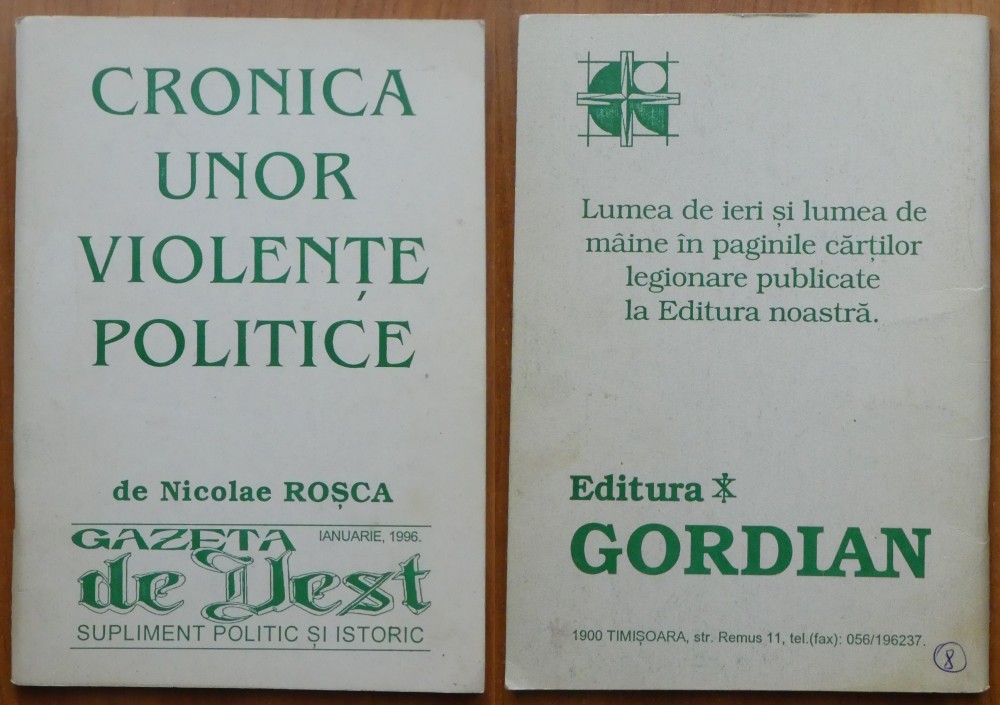 CRONICA
UNOR
VIOLENȚE
POLITICE
de Nicolae ROȘCA
GAZETA
IANUARIE, 1996.
de Vest
SUPLIMENT POLITIC ȘI ISTORIC
Lumea de ieri și lumea de
mâine în paginile cărților
legionare publicate
la Editura noastră.
Editura
GORDIAN
1900 TIMIȘOARA, str. Remus 11, tel.(fax): 056/196237.
8